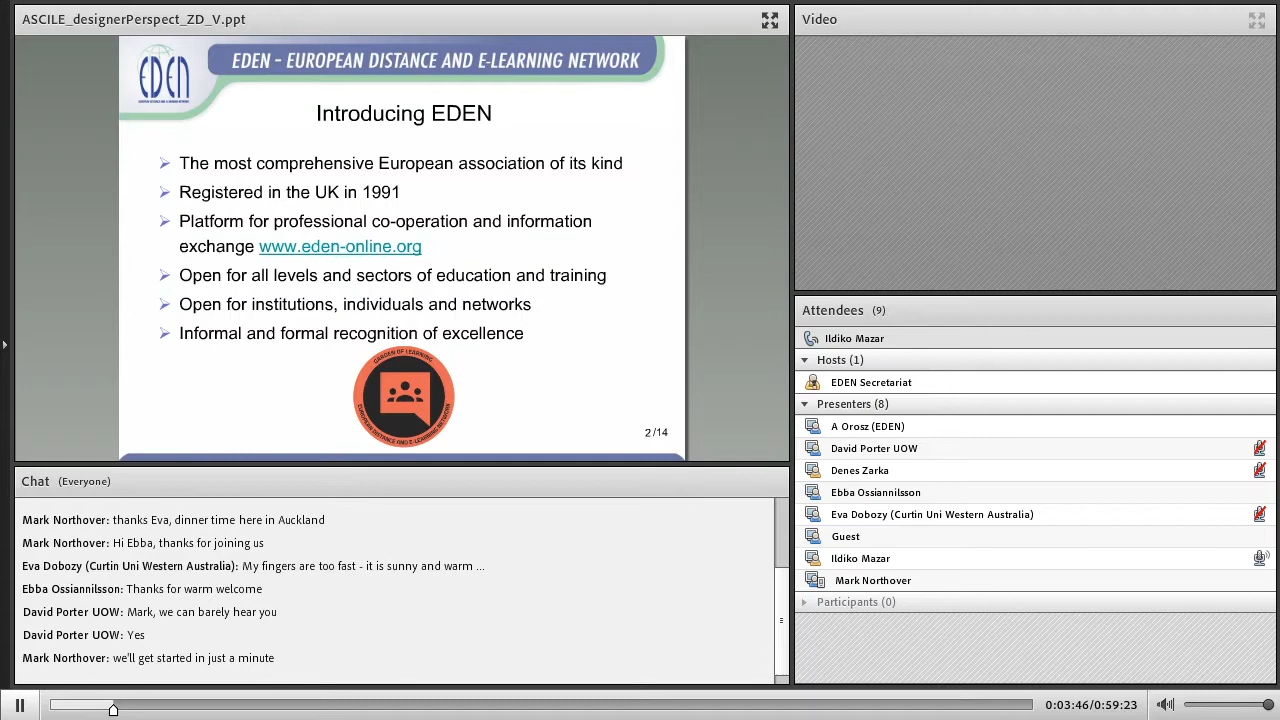 ASCILE_designerPerspect_ZD_V.ppt
EDEN
EDEN - EUROPEAN DISTANCE AND E-LEARNING NETWORK
Introducing EDEN
The most comprehensive European association of its kind
Registered in the UK in 1991
Platform for professional co-operation and information
exchange www.eden-online.org
Open for all levels and sectors of education and training
Open for institutions, individuals and networks
Informal and formal recognition of excellence
GARDEN OF LEARNING
EUROPEAN DISTANCE AND E-LEARNING NETWORK
2/14
Chat (Everyone)
Mark Northover: thanks Eva, dinner time here in Auckland
Mark Northover: Hi Ebba, thanks for joining us
Eva Dobozy (Curtin Uni Western Australia): My fingers are too fast - it is sunny and warm ...
Ebba Ossiannilsson: Thanks for warm welcome
David Porter UOW: Mark, we can barely hear you
David Porter UOW: Yes
Mark Northover: we'll get started in just a minute
Video
Attendees (9)
Ildiko Mazar
Hosts (1)
EDEN Secretariat
Presenters (8)
A Orosz (EDEN)
David Porter UOW
Denes Zarka
Ebba Ossiannilsson
Eva Dobozy (Curtin Uni Western Australia)
Guest
Ildiko Mazar
Mark Northover
Participants (0)
0:03:46/0:59:23